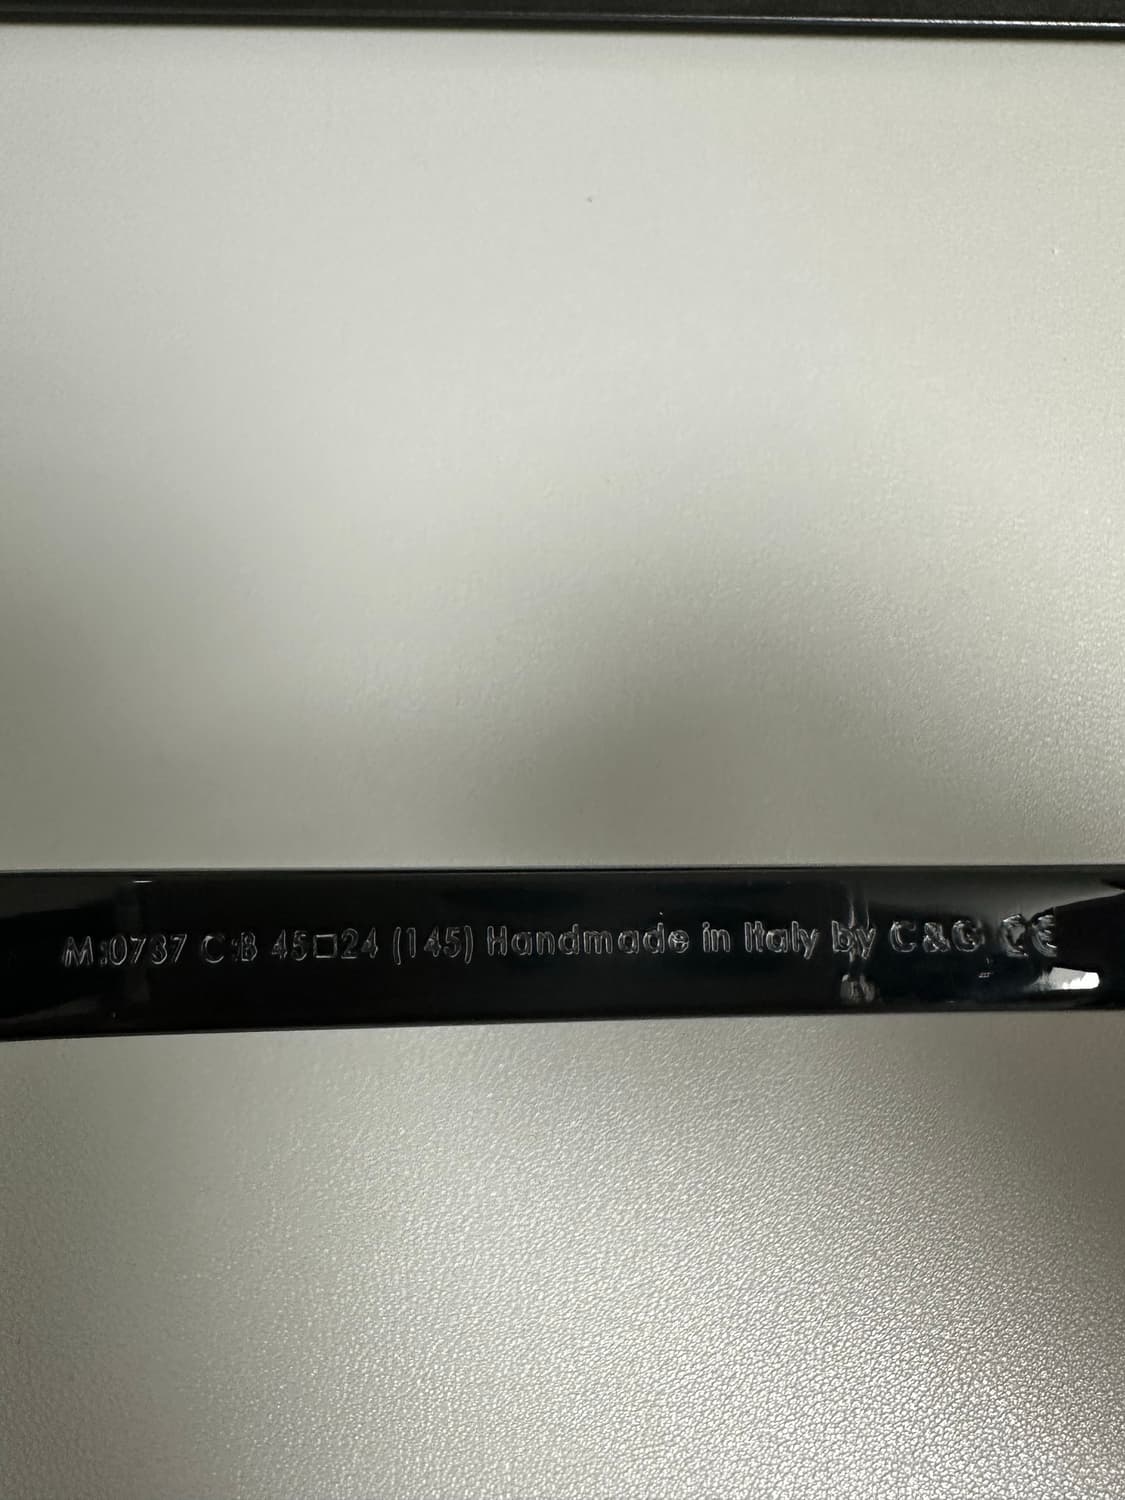 M:0737 C:B 45□24 (145) Handmade in Italy by C&G CE